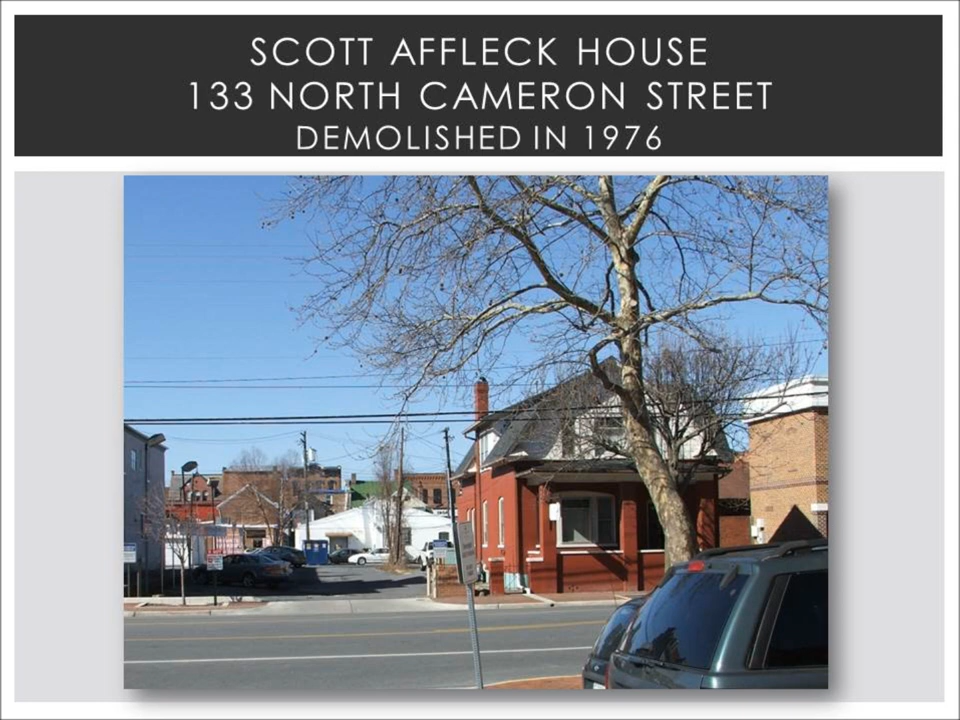 SCOTT AFFLECK HOUSE
133 NORTH CAMERON STREET
DEMOLISHED IN 1976